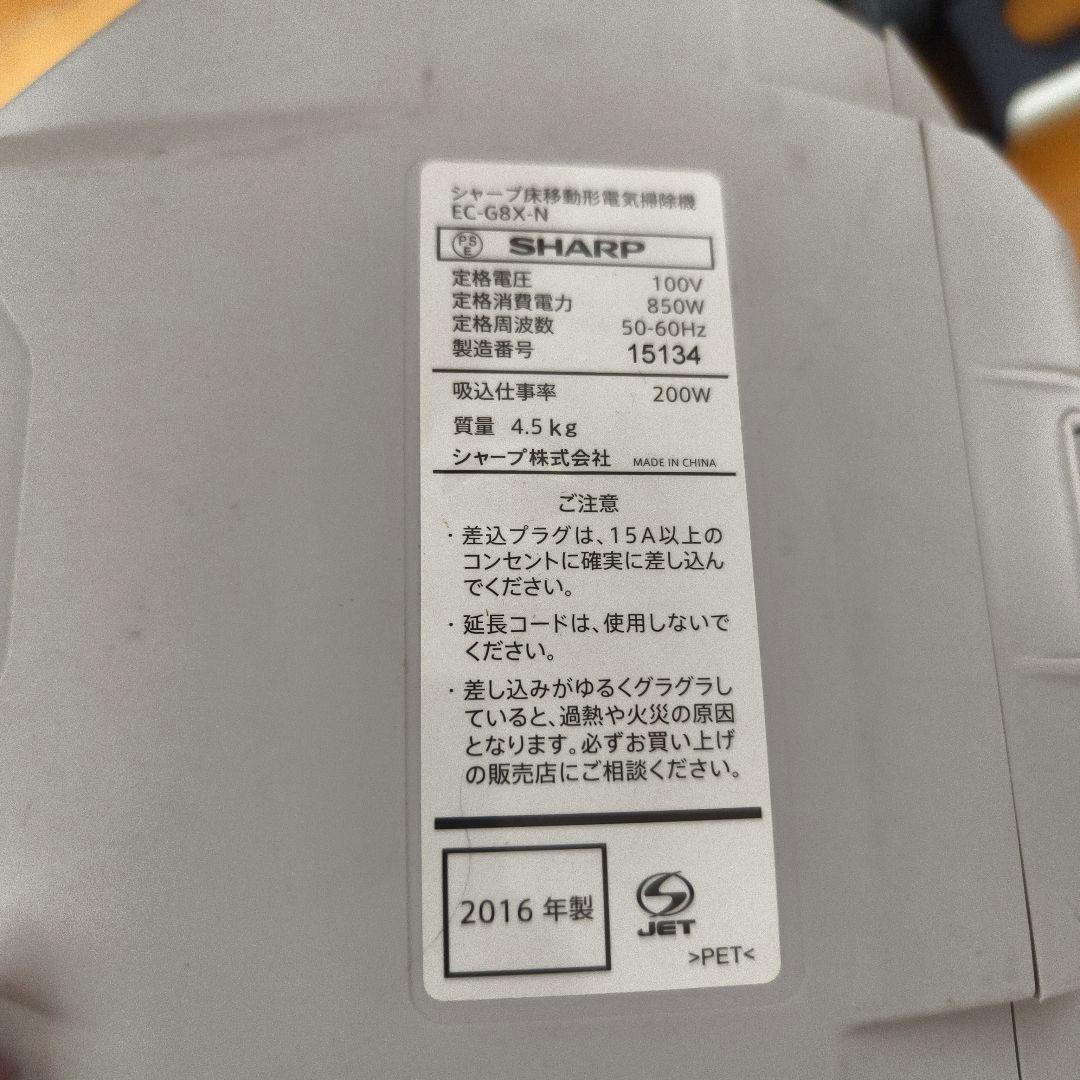 シャープ床移動形電気掃除機
EC-G8X-N
PS E SHARP
定格電圧 100V
定格消費電力 850W
定格周波数 50-60Hz
製造番号 15134
吸込仕事率 200W
質量 4.5kg
シャープ株式会社 MADE IN CHINA
ご注意
・差込プラグは、15A以上の
コンセントに確実に差し込ん
でください。
・延長コードは、使用しないで
ください。
・差し込みがゆるくグラグラし
ていると、過熱や火災の原因
となります。必ずお買い上げ
の販売店にご相談ください。
2016 年製
JET
>PET<